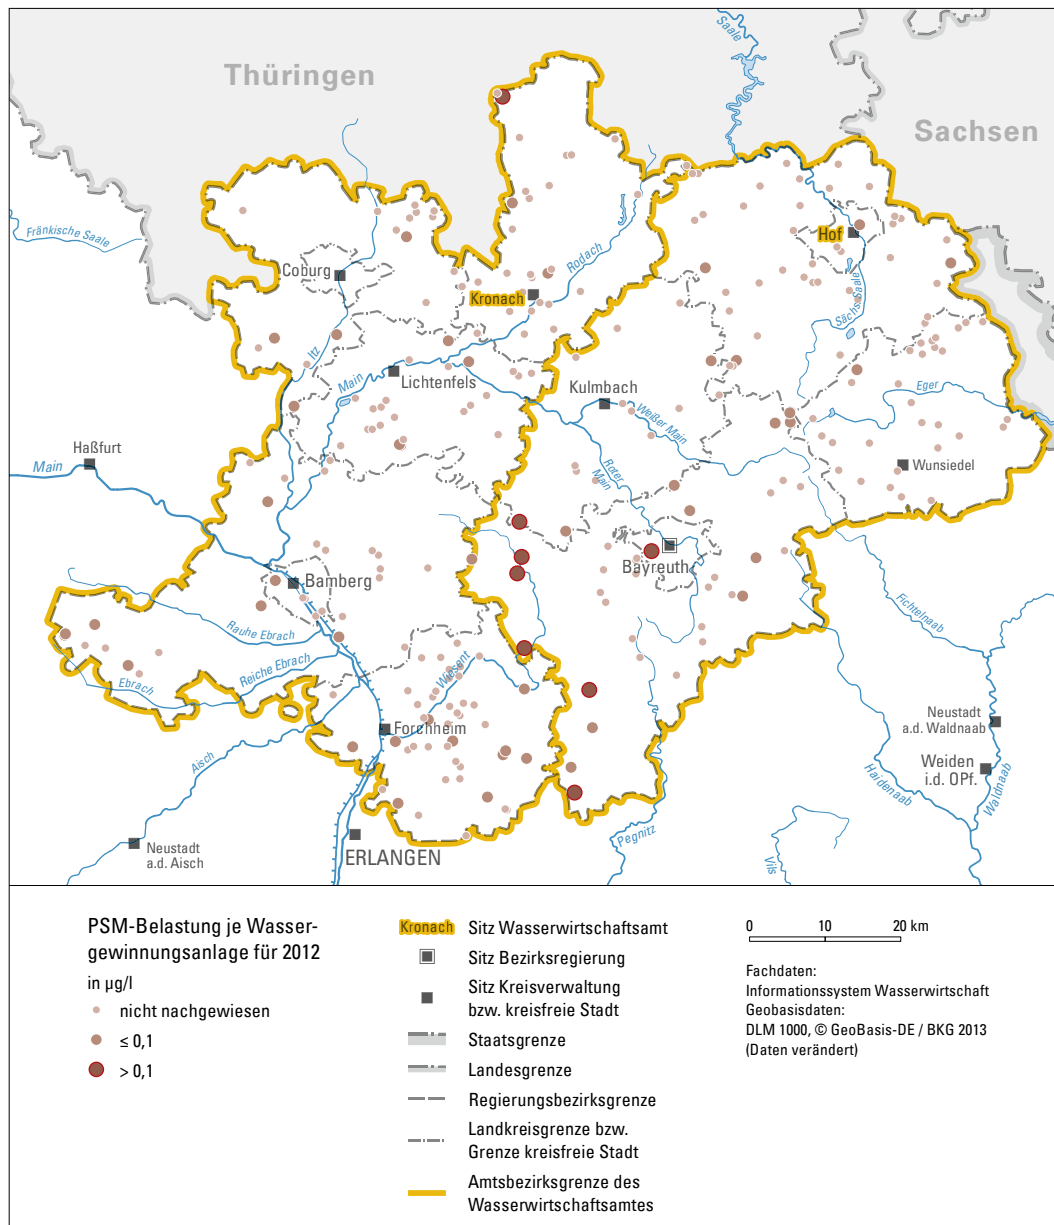 Saale
Thüringen
Sachsen
Fränkische Saale
Hof
Rodach
Coburg
Kronach
Sächs. Saale
Itz
Main
Lichtenfels
Kulmbach
Eger
Weißer Main
Haßfurt
Main
Roter
Main
Wunsiedel
Bayreuth
Bamberg
Fichtelnaab
Rauhe Ebrach
Reiche Ebrach
Ebrach
Wiesent
Forchheim
Neustadt
a.d. Waldnaab
Aisch
Weiden
i.d. OPf.
Haidenaab
Waldnaab
Pegnitz
Neustadt
a.d. Aisch
ERLANGEN
Vils
PSM-Belastung je Wasser-
gewinnungsanlage für 2012
in µg/l
nicht nachgewiesen
≤ 0,1
> 0,1
Kronach Sitz Wasserwirtschaftsamt
Sitz Bezirksregierung
Sitz Kreisverwaltung
bzw. kreisfreie Stadt
Staatsgrenze
Landesgrenze
Regierungsbezirksgrenze
Landkreisgrenze bzw.
Grenze kreisfreie Stadt
Amtsbezirksgrenze des
Wasserwirtschaftsamtes
0 10 20 km
Fachdaten:
Informationssystem Wasserwirtschaft
Geobasisdaten:
DLM 1000, © GeoBasis-DE / BKG 2013
(Daten verändert)